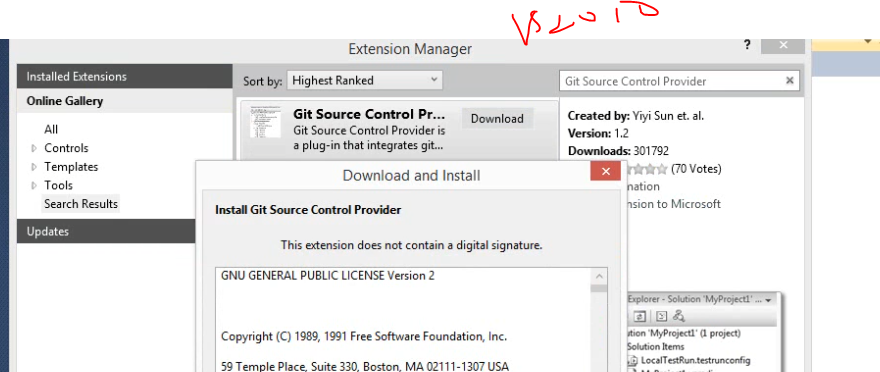 VS2010
Extension Manager
?
Installed Extensions
Sort by: Highest Ranked
Git Source Control Provider
Online Gallery
All
Controls
Templates
Tools
Search Results
Updates
Git Source Control Pr...
Download
Git Source Control Provider is
a plug-in that integrates git...
Created by: Yiyi Sun et. al.
Version: 1.2
Downloads: 301792
(70 Votes)
mation
nsion to Microsoft
Download and Install
Install Git Source Control Provider
This extension does not contain a digital signature.
GNU GENERAL PUBLIC LICENSE Version 2
Copyright (C) 1989, 1991 Free Software Foundation, Inc.
59 Temple Place, Suite 330, Boston, MA 02111-1307 USA
Explorer - Solution 'MyProject1' ...
ution 'MyProject1' (1 project)
Solution Items
LocalTestRun.testrunconfig